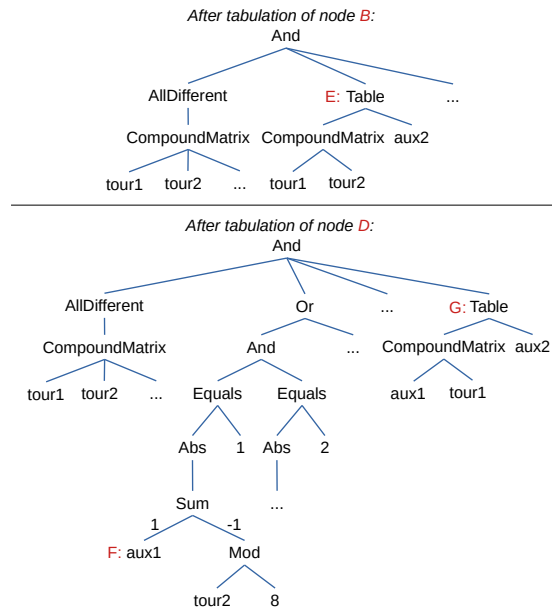 After tabulation of node B:
And
AllDifferent E: Table ...
CompoundMatrix CompoundMatrix aux2
tour1 tour2 ... tour1 tour2
After tabulation of node D:
And
AllDifferent Or ... G: Table
CompoundMatrix And ... CompoundMatrix aux2
tour1 tour2 ... Equals Equals aux1 tour1
Abs 1 Abs 2
Sum ...
1 -1
F: aux1 Mod
tour2 8